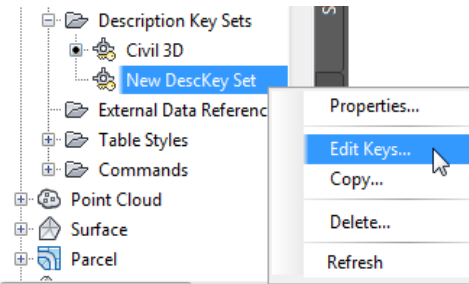 Description Key Sets
Civil 3D
New DescKey Set
External Data Referenc
Table Styles
Commands
Point Cloud
Surface
Parcel
Properties...
Edit Keys...
Copy...
Delete...
Refresh